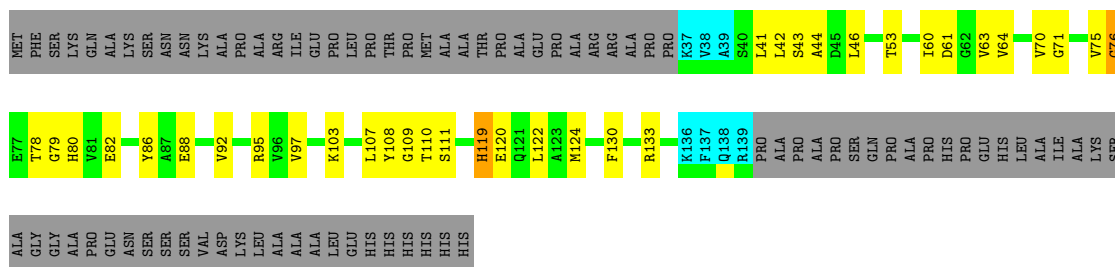 MET PHE SER LYS GLN ALA LYS SER ASN ASN LYS ALA PRO ALA ARG ILE GLU PRO LEU PRO THR PRO MET ALA ALA THR PRO ALA GLU PRO ALA ARG ARG ALA PRO PRO K37 V38 A39 S40 L41 L42 S43 A44 D45 L46 T53 I60 D61 G62 V63 V64 V70 G71 V75 G76
E77 T78 G79 H80 V81 E82 Y86 A87 E88 V92 R95 V96 V97 K103 L107 Y108 G109 T110 S111 H119 E120 Q121 L122 A123 M124 F130 R133 K136 F137 Q138 R139 PRO ALA PRO ALA PRO SER GLN PRO ALA PRO HIS PRO GLU HIS LEU ALA ILE ALA LYS SER
ALA GLY GLY ALA PRO GLU ASN SER SER SER VAL ASP LYS LEU ALA ALA ALA LEU GLU HIS HIS HIS HIS HIS HIS